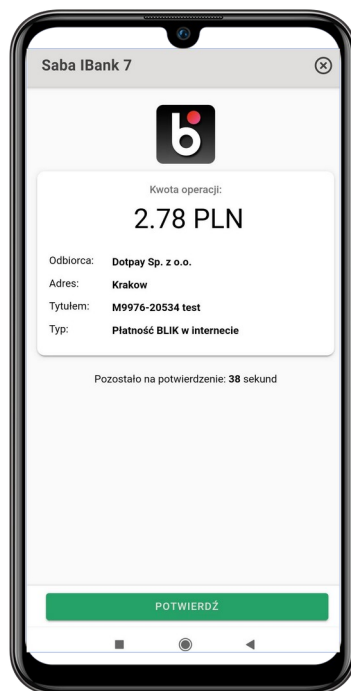 Saba IBank 7
Kwota operacji:
2.78 PLN
Odbiorca: Dotpay Sp. z o.o.
Adres: Krakow
Tytułem: M9976-20534 test
Typ: Płatność BLIK w internecie
Pozostało na potwierdzenie: 38 sekund
POTWIERDŹ